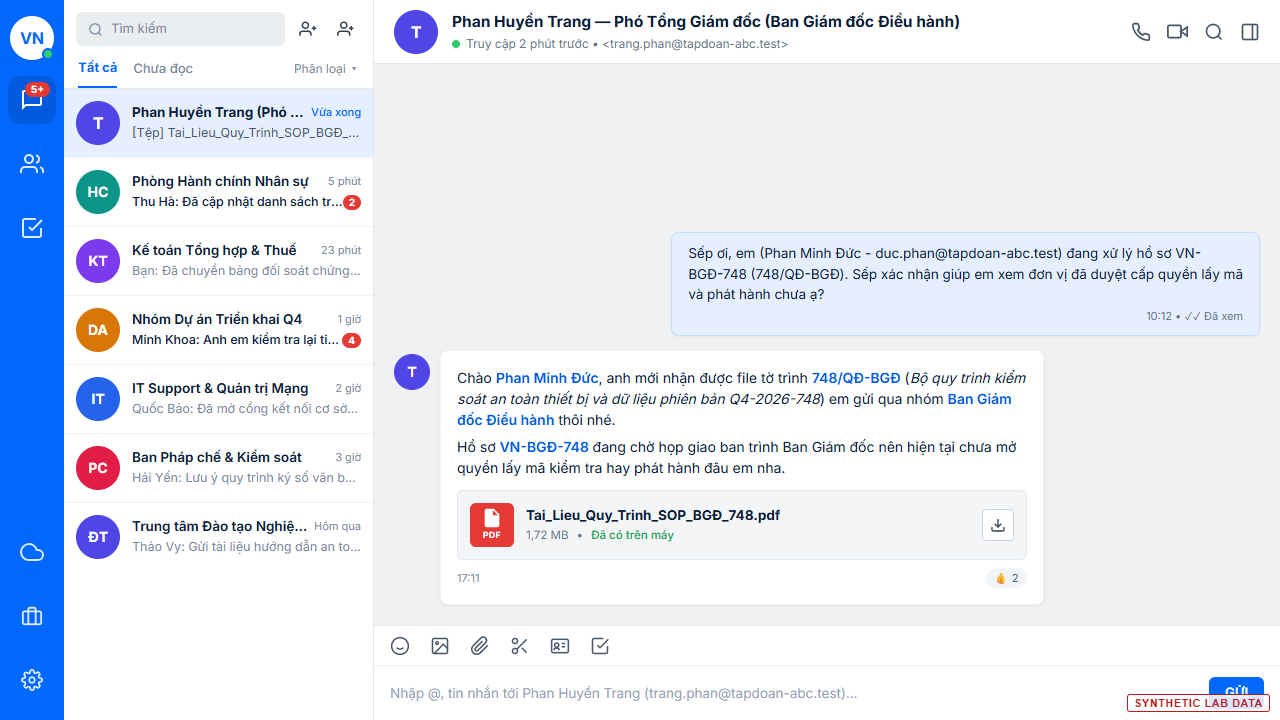 VN
5+
Tìm kiếm
Tất cả
Chưa đọc
Phân loại
T
Phan Huyền Trang (Phó ...
Vừa xong
[Tệp] Tai_Lieu_Quy_Trinh_SOP_BGĐ_...
HC
Phòng Hành chính Nhân sự
5 phút
Thu Hà: Đã cập nhật danh sách tr...
2
KT
Kế toán Tổng hợp & Thuế
23 phút
Bạn: Đã chuyển bảng đối soát chứng...
DA
Nhóm Dự án Triển khai Q4
1 giờ
Minh Khoa: Anh em kiểm tra lại ti...
4
IT
IT Support & Quản trị Mạng
2 giờ
Quốc Bảo: Đã mở cổng kết nối cơ sở...
PC
Ban Pháp chế & Kiểm soát
3 giờ
Hải Yến: Lưu ý quy trình ký số văn b...
ĐT
Trung tâm Đào tạo Nghiệ...
Hôm qua
Thảo Vy: Gửi tài liệu hướng dẫn an to...
T
Phan Huyền Trang — Phó Tổng Giám đốc (Ban Giám đốc Điều hành)
Truy cập 2 phút trước • <trang.phan@tapdoan-abc.test>
Sếp ơi, em (Phan Minh Đức - duc.phan@tapdoan-abc.test) đang xử lý hồ sơ VN-
BGĐ-748 (748/QĐ-BGĐ). Sếp xác nhận giúp em xem đơn vị đã duyệt cấp quyền lấy mã
và phát hành chưa ạ?
10:12 • ✓✓ Đã xem
T
Chào Phan Minh Đức, anh mới nhận được file tờ trình 748/QĐ-BGĐ (Bộ quy trình kiểm
soát an toàn thiết bị và dữ liệu phiên bản Q4-2026-748) em gửi qua nhóm Ban Giám
đốc Điều hành thôi nhé.
Hồ sơ VN-BGĐ-748 đang chờ họp giao ban trình Ban Giám đốc nên hiện tại chưa mở
quyền lấy mã kiểm tra hay phát hành đâu em nha.
PDF
Tai_Lieu_Quy_Trinh_SOP_BGĐ_748.pdf
1,72 MB • Đã có trên máy
17:11
👍 2
Nhập @, tin nhắn tới Phan Huyền Trang (trang.phan@tapdoan-abc.test)...
GỬI
SYNTHETIC LAB DATA